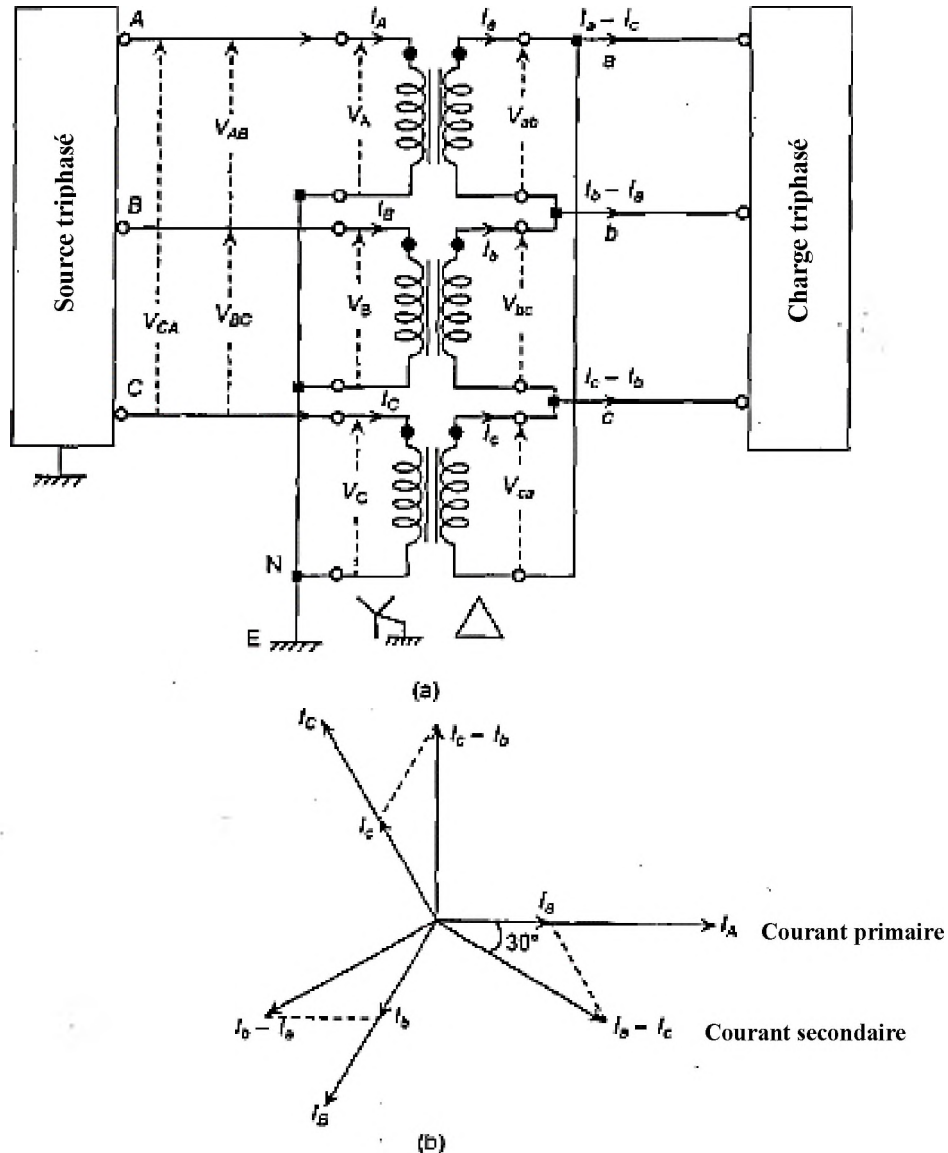 A
I_A
I_a
I_a – I_c
a
V_AB
V_A
V_ab
B
I_B
I_b
I_b – I_a
b
Source triphasé
Charge triphasé
V_CA
V_BC
V_B
V_bc
C
I_C
I_c
I_c – I_b
c
V_C
V_ca
N
E
(a)
I_C
I_c – I_b
I_c
I_a
30°
I_A
Courant primaire
I_b – I_a
I_b
I_a – I_c
Courant secondaire
I_B
(b)